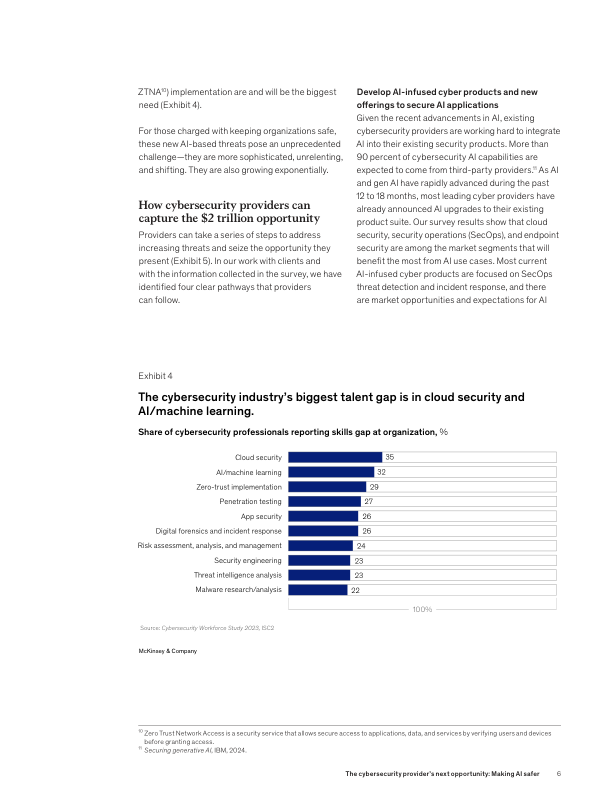 ZTNA¹⁰) implementation are and will be the biggest
need (Exhibit 4).
For those charged with keeping organizations safe,
these new AI-based threats pose an unprecedented
challenge—they are more sophisticated, unrelenting,
and shifting. They are also growing exponentially.
How cybersecurity providers can
capture the $2 trillion opportunity
Providers can take a series of steps to address
increasing threats and seize the opportunity they
present (Exhibit 5). In our work with clients and
with the information collected in the survey, we have
identified four clear pathways that providers
can follow.
Develop AI-infused cyber products and new
offerings to secure AI applications
Given the recent advancements in AI, existing
cybersecurity providers are working hard to integrate
AI into their existing security products. More than
90 percent of cybersecurity AI capabilities are
expected to come from third-party providers.¹¹ As AI
and gen AI have rapidly advanced during the past
12 to 18 months, most leading cyber providers have
already announced AI upgrades to their existing
product suite. Our survey results show that cloud
security, security operations (SecOps), and endpoint
security are among the market segments that will
benefit the most from AI use cases. Most current
AI-infused cyber products are focused on SecOps
threat detection and incident response, and there
are market opportunities and expectations for AI
Exhibit 4
The cybersecurity industry's biggest talent gap is in cloud security and
AI/machine learning.
Share of cybersecurity professionals reporting skills gap at organization, %
Cloud security 35
AI/machine learning 32
Zero-trust implementation 29
Penetration testing 27
App security 26
Digital forensics and incident response 26
Risk assessment, analysis, and management 24
Security engineering 23
Threat intelligence analysis 23
Malware research/analysis 22
100%
Source: Cybersecurity Workforce Study 2023, ISC2
McKinsey & Company
¹⁰ Zero Trust Network Access is a security service that allows secure access to applications, data, and services by verifying users and devices
before granting access.
¹¹ Securing generative AI, IBM, 2024.
The cybersecurity provider's next opportunity: Making AI safer 6